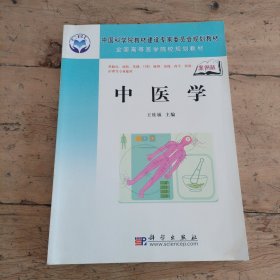 中国科学院教材建设专家委员会规划教材
全国高等医学院校规划教材
案例版
中医学
主编
科学出版社
www.sciencep.com